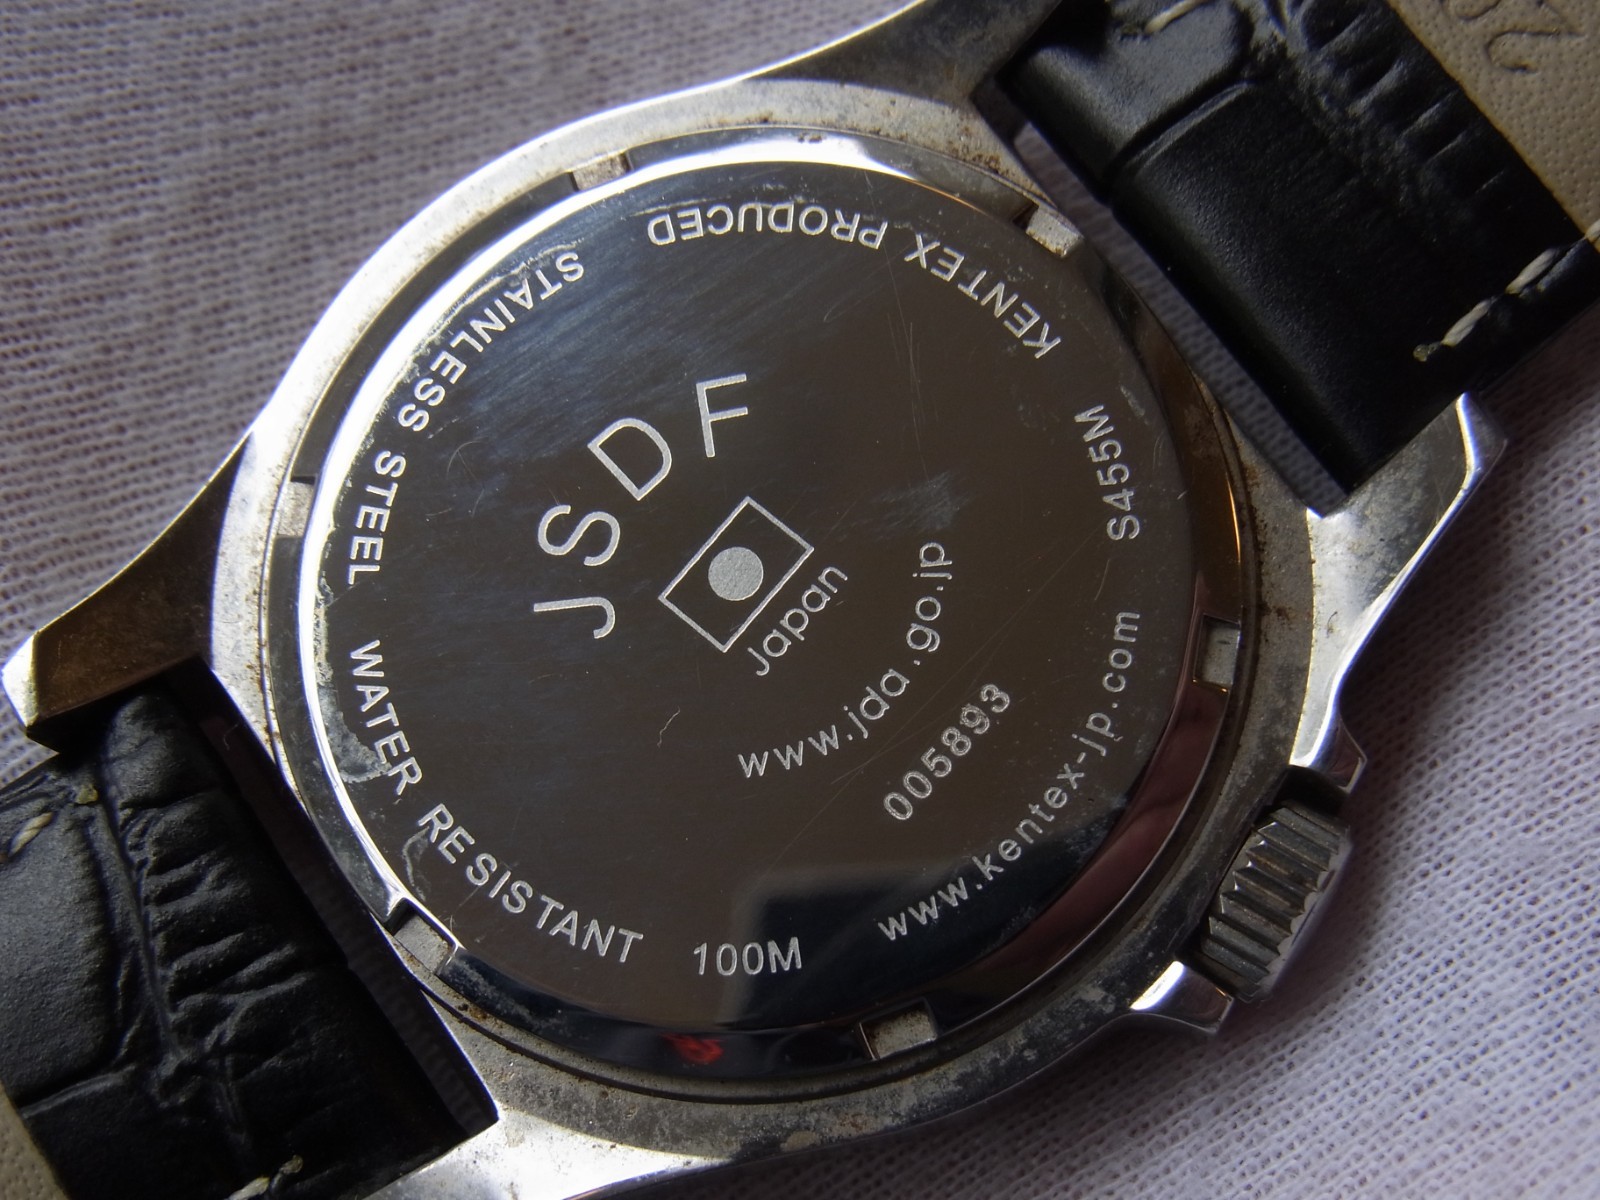 JSDF
Japan
www.jda.go.jp
005893
KENTEX PRODUCED
STAINLESS STEEL
WATER RESISTANT
100M
www.kentex-jp.com
S455M